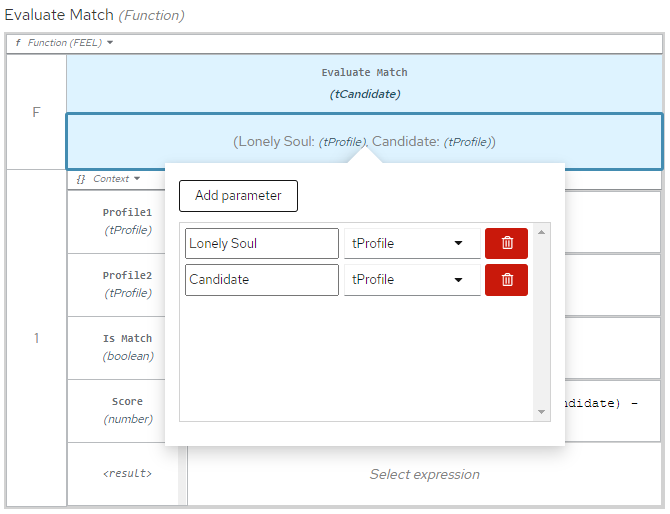 Evaluate Match (Function)
f Function (FEEL)
F
Evaluate Match
(tCandidate)
(Lonely Soul: (tProfile), Candidate: (tProfile))
1
{} Context
Profile1
(tProfile)
Profile2
(tProfile)
Is Match
(boolean)
Score
(number)
<result>
Add parameter
Lonely Soul tProfile
Candidate tProfile
ndidate) -
Select expression